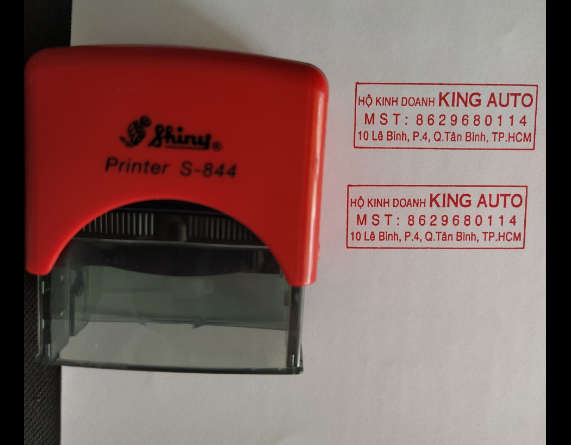 Shiny®
Printer S-844
HỘ KINH DOANH KING AUTO
MST: 8629680114
10 Lê Bình, P.4, Q.Tân Bình, TP.HCM
HỘ KINH DOANH KING AUTO
MST: 8629680114
10 Lê Bình, P.4, Q.Tân Bình, TP.HCM